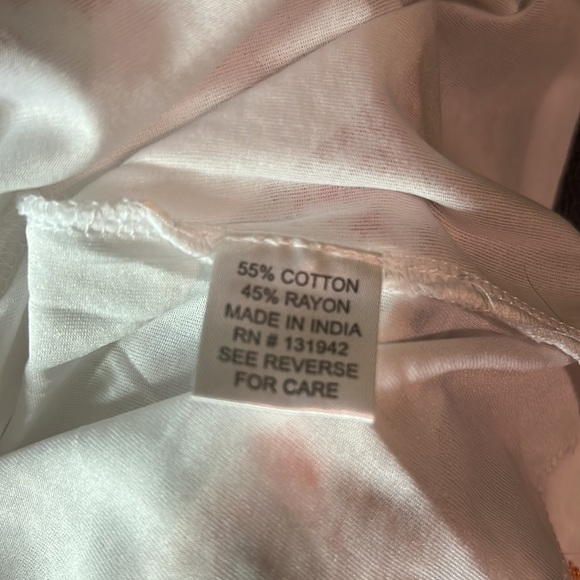 55% COTTON
45% RAYON
MADE IN INDIA
RN # 131942
SEE REVERSE
FOR CARE